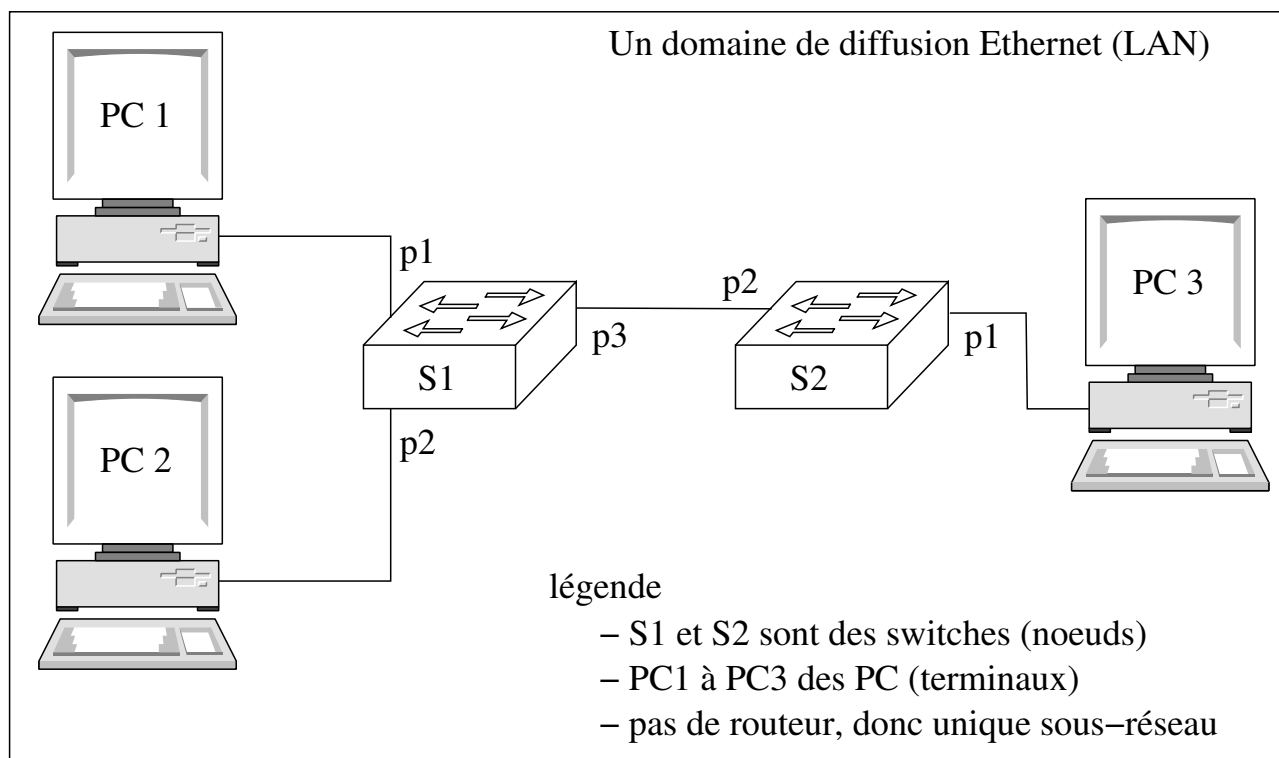 Un domaine de diffusion Ethernet (LAN)
PC 1
p1
p2
p3
S1
S2
p1
PC 3
PC 2
p2
légende
− S1 et S2 sont des switches (noeuds)
− PC1 à PC3 des PC (terminaux)
− pas de routeur, donc unique sous−réseau